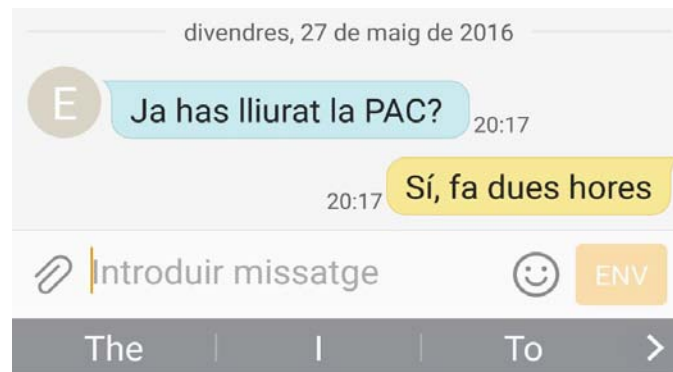 divendres, 27 de maig de 2016
E
Ja has lliurat la PAC?
20:17
20:17
Sí, fa dues hores
Introduir missatge
ENV
The
I
To